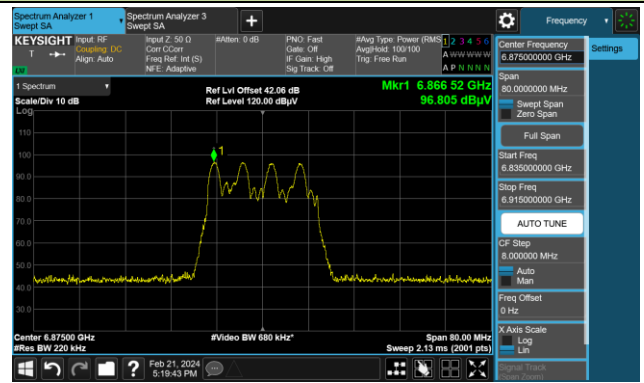 Spectrum Analyzer 1
Swept SA
Spectrum Analyzer 3
Swept SA
+
Frequency
KEYSIGHT
T
LW
Input: RF
Coupling: DC
Align: Auto
Input Z: 50 Ω
Corr CCorr
Freq Ref: Int (S)
NFE: Adaptive
#Atten: 0 dB
PNO: Fast
Gate: Off
IF Gain: High
Sig Track: Off
#Avg Type: Power (RMS)
Avg|Hold: 100/100
Trig: Free Run
1 2 3 4 5 6
A W W W W W
A P N N N N
1 Spectrum
Scale/Div 10 dB
Log
Ref Lvl Offset 42.06 dB
Ref Level 120.00 dBµV
Mkr1 6.866 52 GHz
96.805 dBµV
1
110
100
90.0
80.0
70.0
60.0
50.0
40.0
30.0
Center 6.87500 GHz
#Res BW 220 kHz
#Video BW 680 kHz*
Span 80.00 MHz
Sweep 2.13 ms (2001 pts)
Feb 21, 2024
5:19:43 PM
Center Frequency
6.875000000 GHz
Span
80.0000000 MHz
Swept Span
Zero Span
Full Span
Start Freq
6.835000000 GHz
Stop Freq
6.915000000 GHz
AUTO TUNE
CF Step
8.000000 MHz
Auto
Man
Freq Offset
0 Hz
X Axis Scale
Log
Lin
Signal Track
(Span Zoom)
Settings